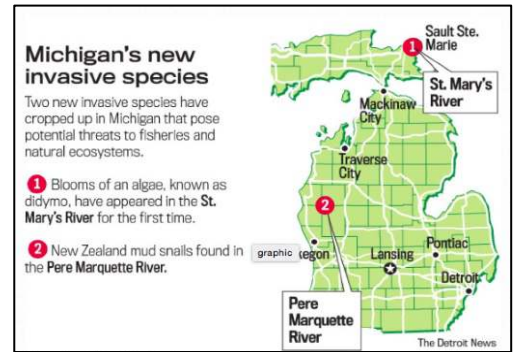 Michigan's new
invasive species
Two new invasive species have
cropped up in Michigan that pose
potential threats to fisheries and
natural ecosystems.
1 Blooms of an algae, known as
didymo, have appeared in the St.
Mary's River for the first time.
2 New Zealand mud snails found in
the Pere Marquette River.
Sault Ste.
Marie
1
St. Mary's
River
Mackinaw
City
Traverse
City
2
graphic
kegon
Lansing
Pontiac
Detroit
Pere
Marquette
River
The Detroit News